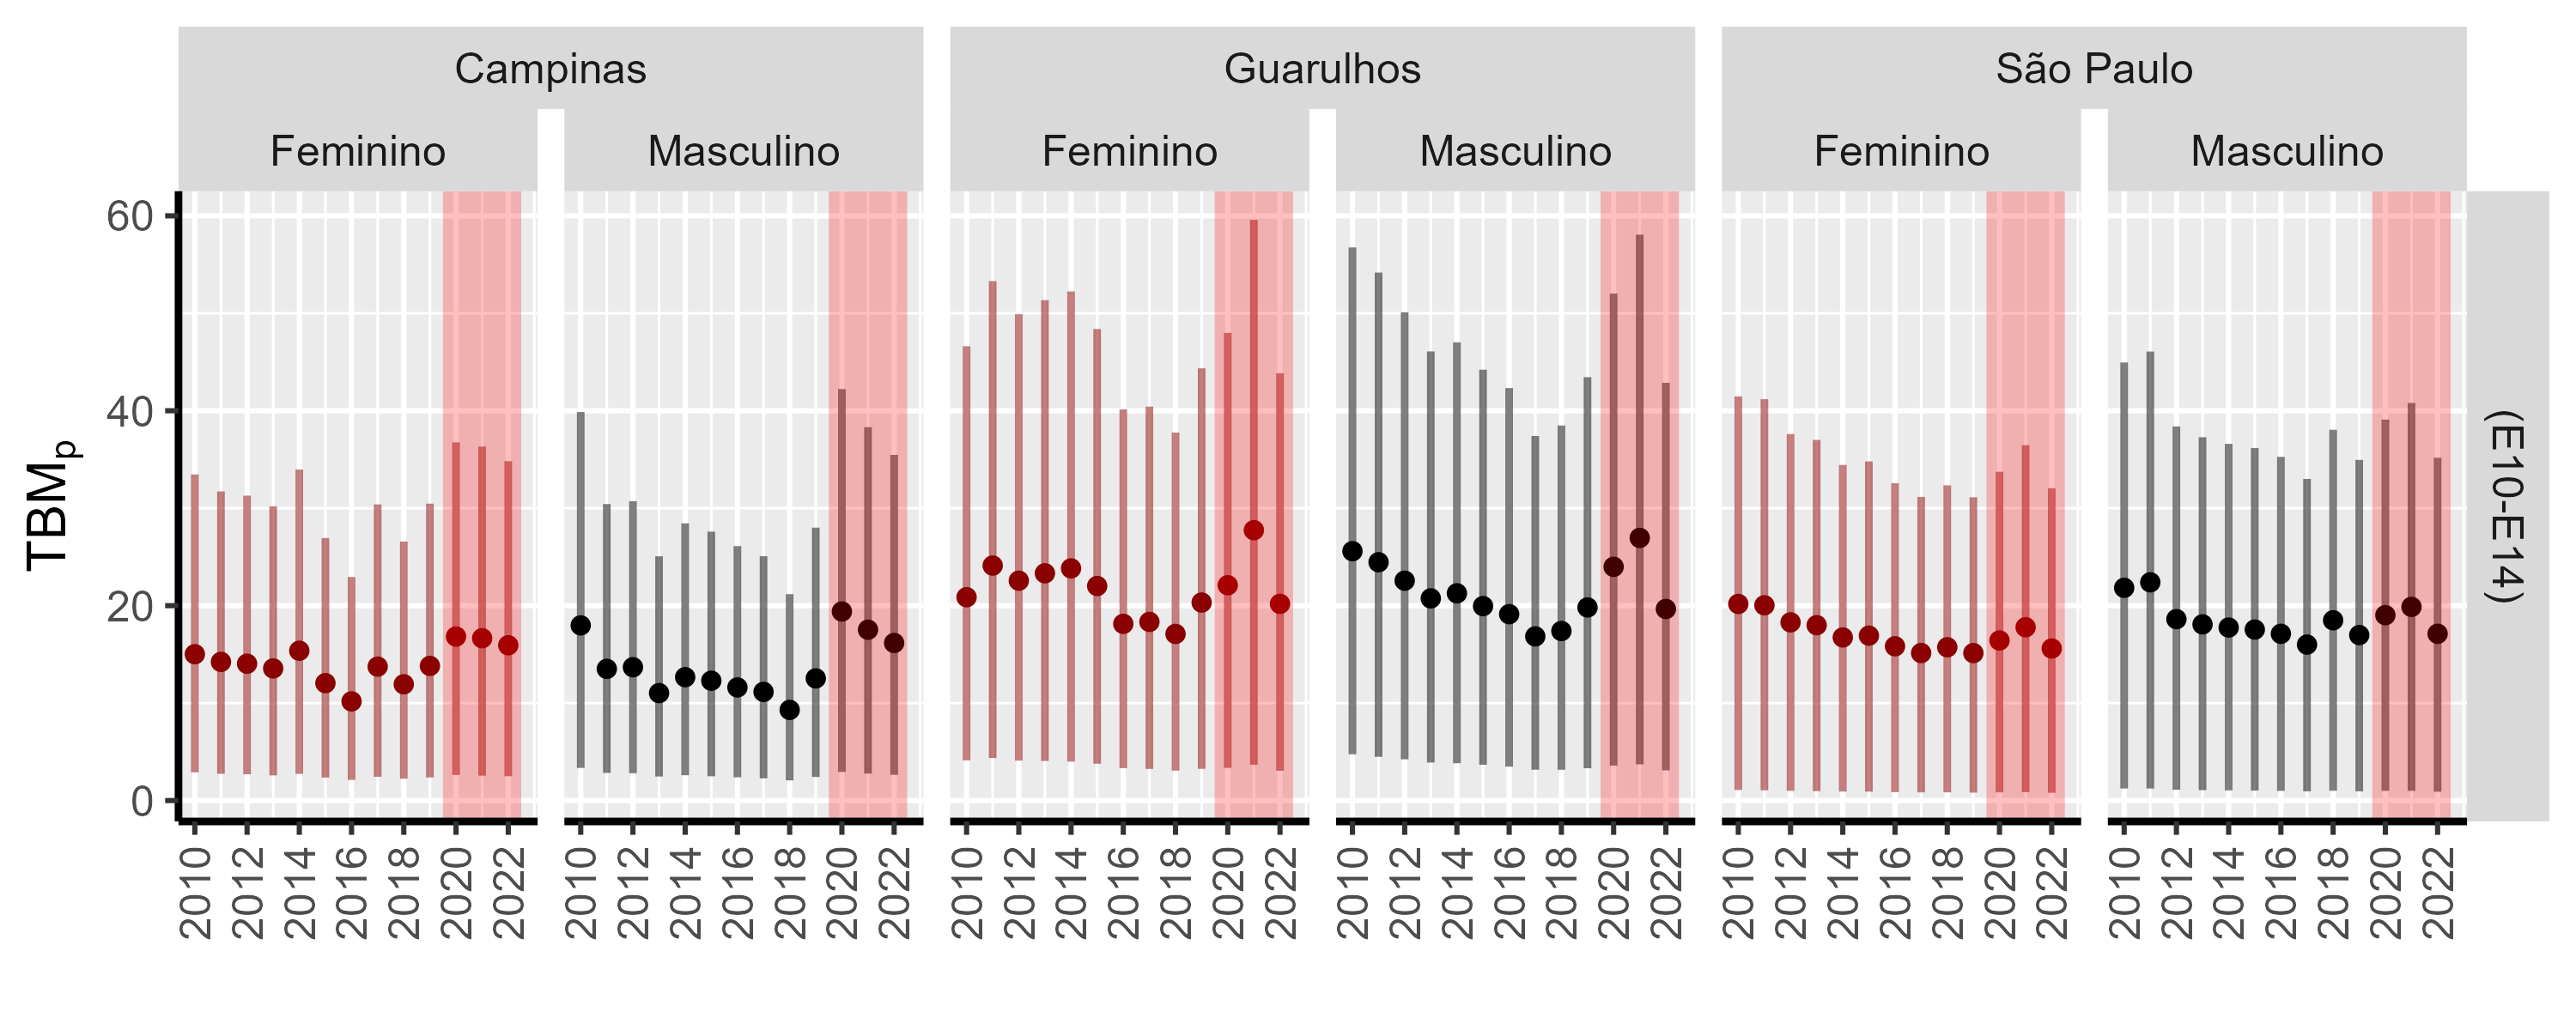 Campinas Guarulhos São Paulo
Feminino Masculino Feminino Masculino Feminino Masculino
60
40
20
0
TBMp
(E10-E14)
2010 2012 2014 2016 2018 2020 2022 2010 2012 2014 2016 2018 2020 2022 2010 2012 2014 2016 2018 2020 2022 2010 2012 2014 2016 2018 2020 2022 2010 2012 2014 2016 2018 2020 2022 2010 2012 2014 2016 2018 2020 2022